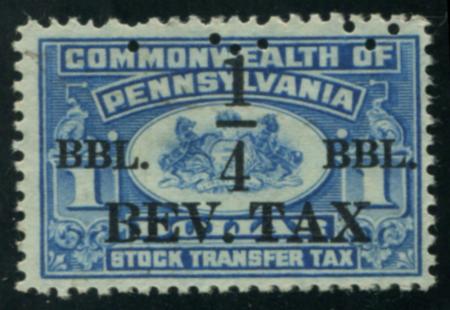 COMMONWEALTH OF
PENNSYLVANIA
1
4
BBL. BBL.
1 1
BEV. TAX
STOCK TRANSFER TAX